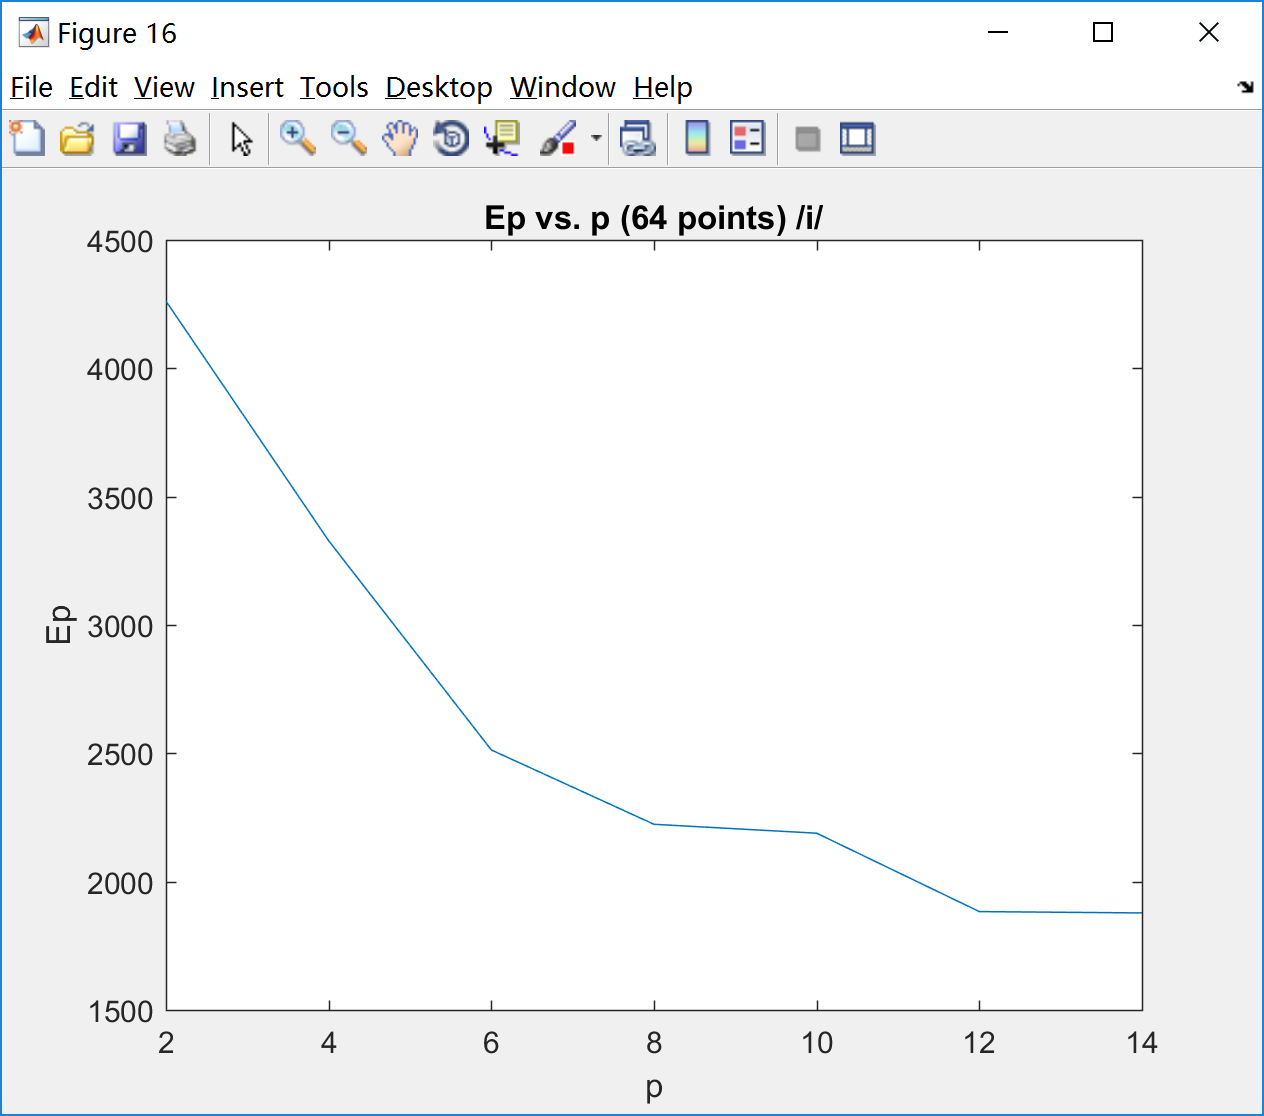 Figure 16
File Edit View Insert Tools Desktop Window Help
Ep vs. p (64 points) /i/
4500
4000
3500
3000
2500
2000
1500
Ep
2 4 6 8 10 12 14
p